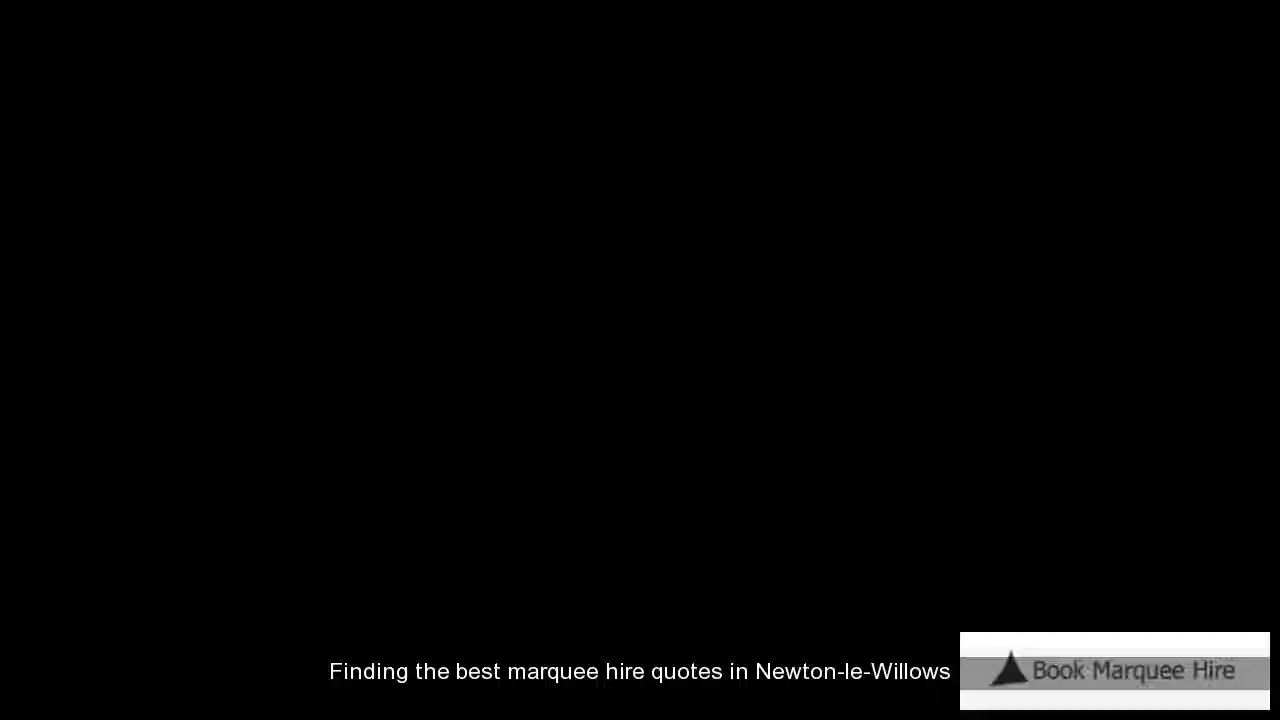 Finding the best marquee hire quotes in Newton-le-Willows
Book Marquee Hire